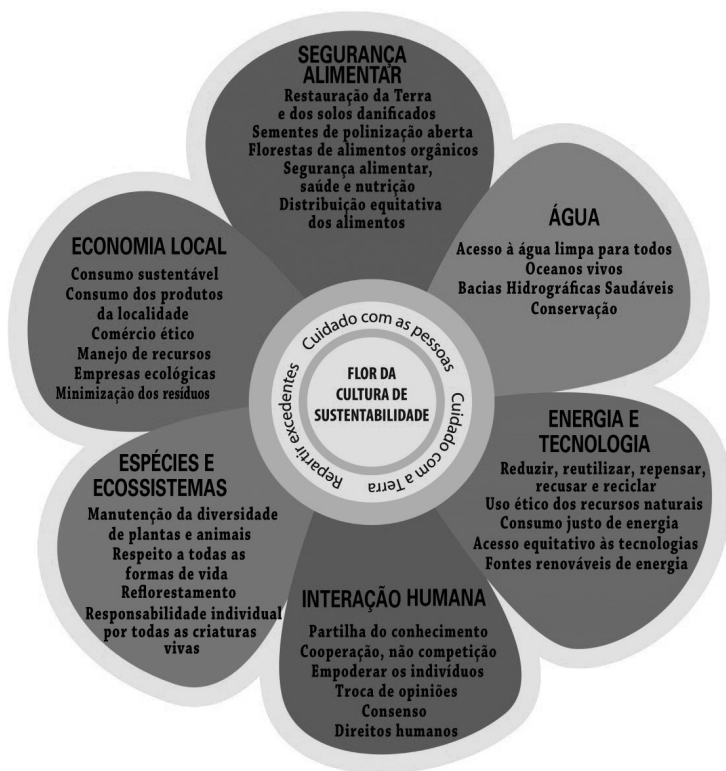 SEGURANÇA
ALIMENTAR
Restauração da Terra
e dos solos danificados
Sementes de polinização aberta
Florestas de alimentos orgânicos
Segurança alimentar,
saúde e nutrição
Distribuição equitativa
dos alimentos
ÁGUA
Acesso à água limpa para todos
Oceanos vivos
Bacias Hidrográficas Saudáveis
Conservação
ENERGIA E
TECNOLOGIA
Reduzir, reutilizar, repensar,
recusar e reciclar
Uso ético dos recursos naturais
Consumo justo de energia
Acesso equitativo às tecnologias
Fontes renováveis de energia
INTERAÇÃO HUMANA
Partilha do conhecimento
Cooperação, não competição
Empoderar os indivíduos
Troca de opiniões
Consenso
Direitos humanos
ESPÉCIES E
ECOSSISTEMAS
Manutenção da diversidade
de plantas e animais
Respeito a todas as
formas de vida
Reflorestamento
Responsabilidade individual
por todas as criaturas
vivas
ECONOMIA LOCAL
Consumo sustentável
Consumo dos produtos
da localidade
Comércio ético
Manejo de recursos
Empresas ecológicas
Minimização dos resíduos
Cuidado com as pessoas
Cuidado com a Terra
Repartir excedentes
FLOR DA
CULTURA DE
SUSTENTABILIDADE